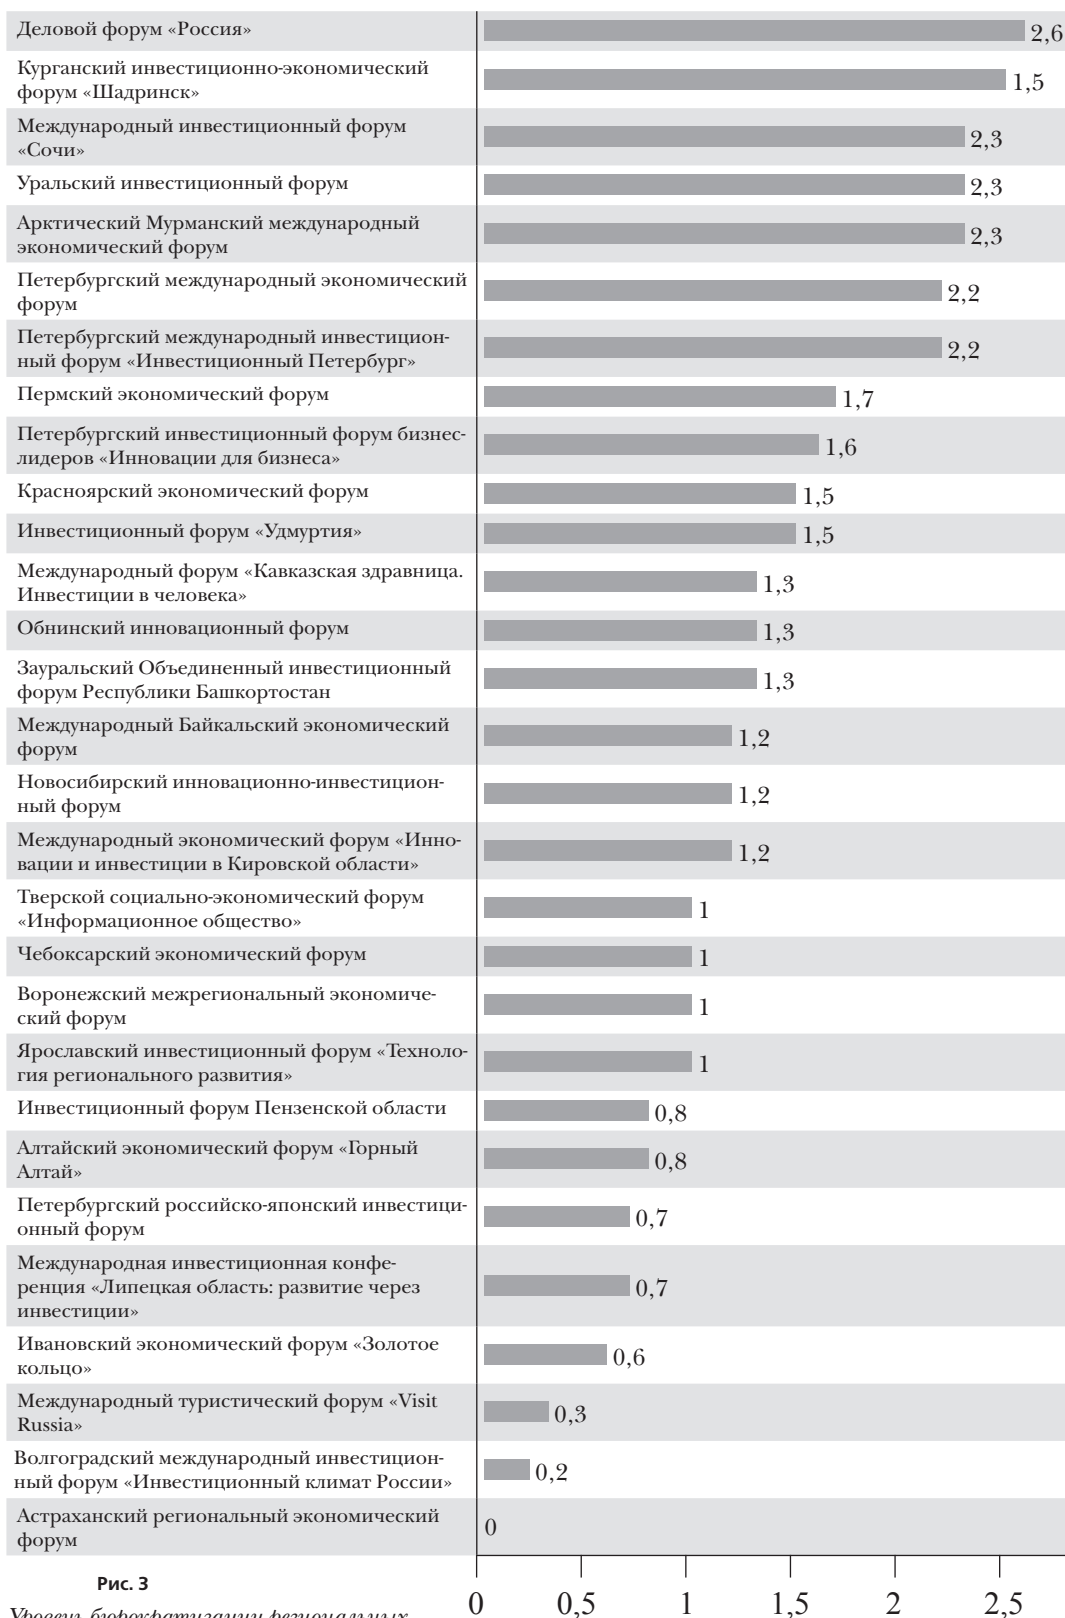 Деловой форум «Россия»
2,6
Курганский инвестиционно-экономический
форум «Шадринск»
1,5
Международный инвестиционный форум
«Сочи»
2,3
Уральский инвестиционный форум
2,3
Арктический Мурманский международный
экономический форум
2,3
Петербургский международный экономический
форум
2,2
Петербургский международный инвестицион-
ный форум «Инвестиционный Петербург»
2,2
Пермский экономический форум
1,7
Петербургский инвестиционный форум бизнес-
лидеров «Инновации для бизнеса»
1,6
Красноярский экономический форум
1,5
Инвестиционный форум «Удмуртия»
1,5
Международный форум «Кавказская здравница.
Инвестиции в человека»
1,3
Обнинский инновационный форум
1,3
Зауральский Объединенный инвестиционный
форум Республики Башкортостан
1,3
Международный Байкальский экономический
форум
1,2
Новосибирский инновационно-инвестицион-
ный форум
1,2
Международный экономический форум «Инно-
вации и инвестиции в Кировской области»
1,2
Тверской социально-экономический форум
«Информационное общество»
1
Чебоксарский экономический форум
1
Воронежский межрегиональный экономиче-
ский форум
1
Ярославский инвестиционный форум «Техноло-
гия регионального развития»
1
Инвестиционный форум Пензенской области
0,8
Алтайский экономический форум «Горный
Алтай»
0,8
Петербургский российско-японский инвестици-
онный форум
0,7
Международная инвестиционная конфе-
ренция «Липецкая область: развитие через
инвестиции»
0,7
Ивановский экономический форум «Золотое
кольцо»
0,6
Международный туристический форум «Visit
Russia»
0,3
Волгоградский международный инвестицион-
ный форум «Инвестиционный климат России»
0,2
Астраханский региональный экономический
форум
0
Рис. 3
0 0,5 1 1,5 2 2,5
Уровень бюрократизации региональных